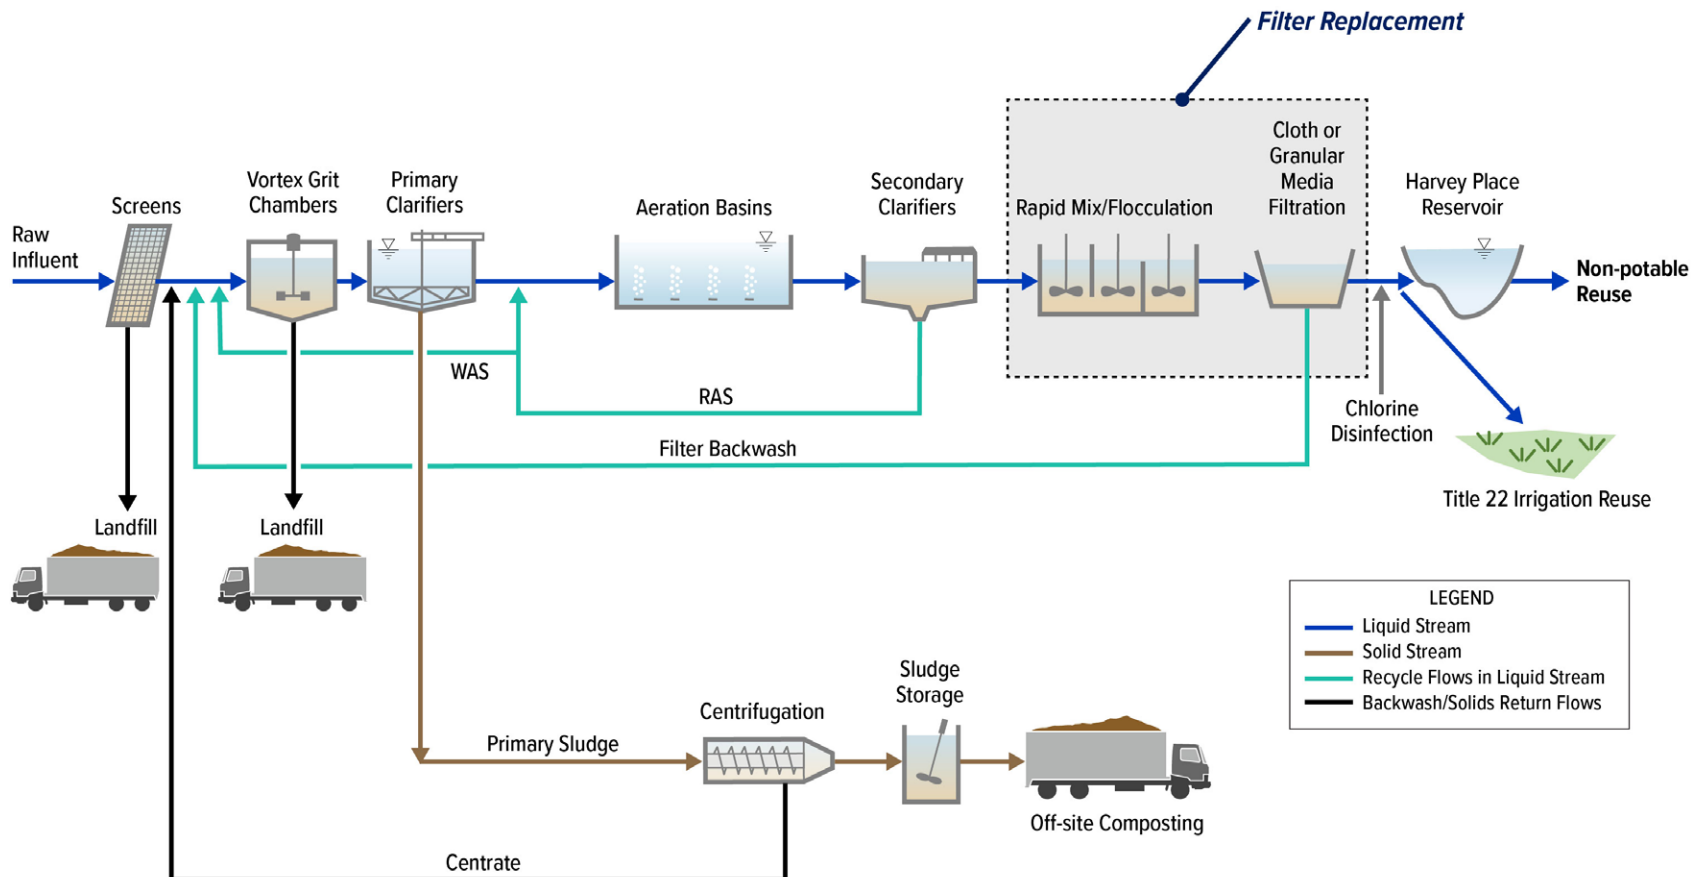 Filter Replacement
Cloth or
Granular
Media
Filtration
Vortex Grit
Chambers
Primary
Clarifiers
Secondary
Clarifiers
Harvey Place
Reservoir
Screens
Aeration Basins
Rapid Mix/Flocculation
Raw
Influent
Non-potable
Reuse
WAS
RAS
Chlorine
Disinfection
Filter Backwash
Title 22 Irrigation Reuse
Landfill
Landfill
LEGEND
Liquid Stream
Solid Stream
Recycle Flows in Liquid Stream
Backwash/Solids Return Flows
Sludge
Storage
Centrifugation
Primary Sludge
Off-site Composting
Centrate